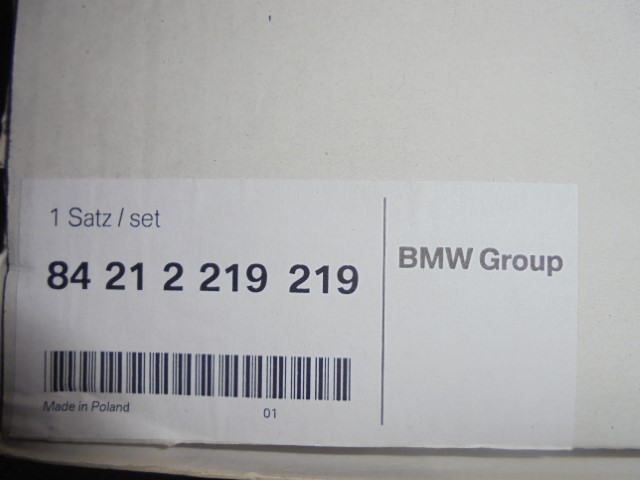 1 Satz / set
84 21 2 219 219
BMW Group
Made in Poland
01